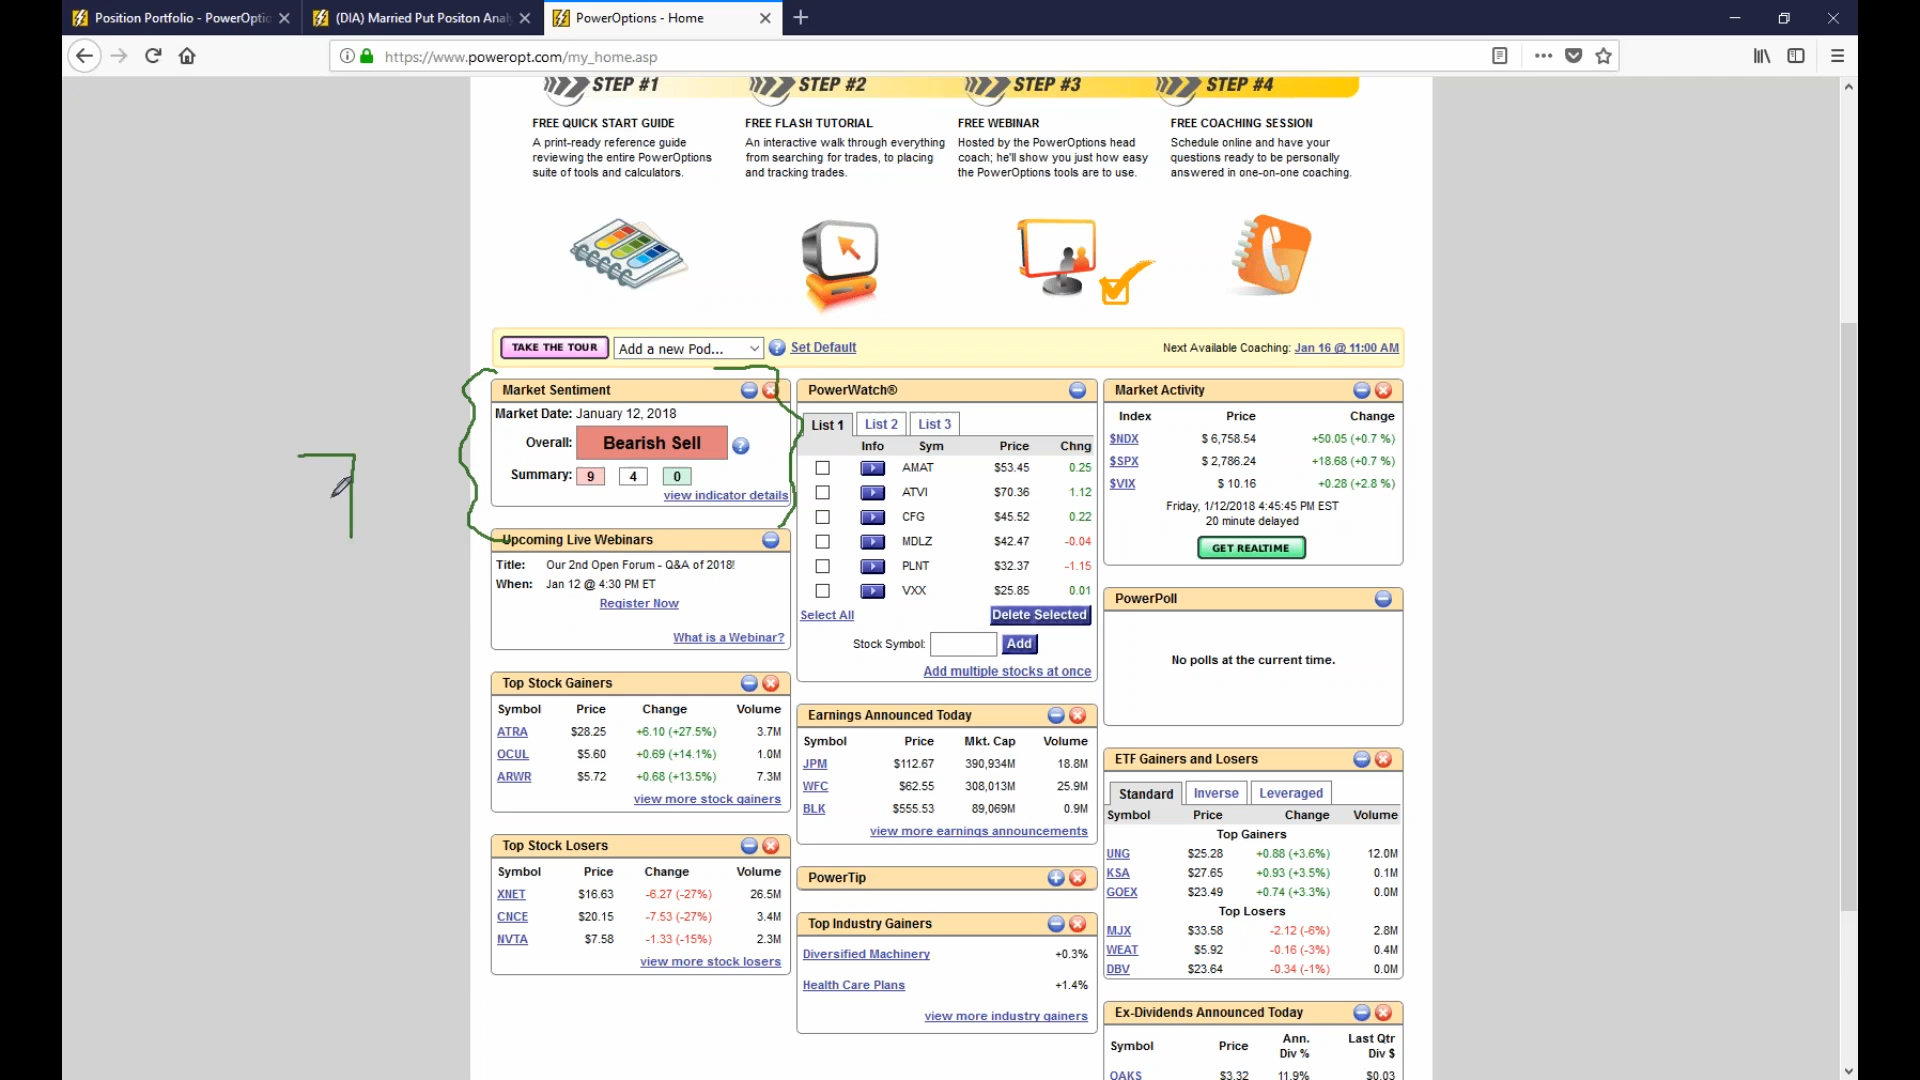 Position Portfolio - PowerOptio
(DIA) Married Put Positon Anal
PowerOptions - Home
https://www.poweropt.com/my_home.asp
STEP #1
STEP #2
STEP #3
STEP #4
FREE QUICK START GUIDE
A print-ready reference guide
reviewing the entire PowerOptions
suite of tools and calculators.
FREE FLASH TUTORIAL
An interactive walk through everything
from searching for trades, to placing
and tracking trades.
FREE WEBINAR
Hosted by the PowerOptions head
coach; he'll show you just how easy
the PowerOptions tools are to use.
FREE COACHING SESSION
Schedule online and have your
questions ready to be personally
answered in one-on-one coaching.
TAKE THE TOUR Add a new Pod... Set Default
Next Available Coaching: Jan 16 @ 11:00 AM
Market Sentiment
Market Date: January 12, 2018
Overall: Bearish Sell
Summary: 9 4 0
view indicator details
Upcoming Live Webinars
Title: Our 2nd Open Forum - Q&A of 2018!
When: Jan 12 @ 4:30 PM ET
Register Now
What is a Webinar?
Top Stock Gainers
Symbol Price Change Volume
ATRA $28.25 +6.10 (+27.5%) 3.7M
OCUL $5.60 +0.69 (+14.1%) 1.0M
ARWR $5.72 +0.68 (+13.5%) 7.3M
view more stock gainers
Top Stock Losers
Symbol Price Change Volume
XNET $16.63 -6.27 (-27%) 26.5M
CNCE $20.15 -7.53 (-27%) 3.4M
NVTA $7.58 -1.33 (-15%) 2.3M
view more stock losers
PowerWatch®
List 1 List 2 List 3
Info Sym Price Chng
AMAT $53.45 0.25
ATVI $70.36 1.12
CFG $45.52 0.22
MDLZ $42.47 -0.04
PLNT $32.37 -1.15
VXX $25.85 0.01
Select All Delete Selected
Stock Symbol: Add
Add multiple stocks at once
Earnings Announced Today
Symbol Price Mkt. Cap Volume
JPM $112.67 390,934M 18.8M
WFC $62.55 308,013M 25.9M
BLK $555.53 89,069M 0.9M
view more earnings announcements
PowerTip
Top Industry Gainers
Diversified Machinery +0.3%
Health Care Plans +1.4%
view more industry gainers
Market Activity
Index Price Change
$NDX $ 6,758.54 +50.05 (+0.7 %)
$SPX $ 2,786.24 +18.68 (+0.7 %)
$VIX $ 10.16 +0.28 (+2.8 %)
Friday, 1/12/2018 4:45:45 PM EST
20 minute delayed
GET REALTIME
PowerPoll
No polls at the current time.
ETF Gainers and Losers
Standard Inverse Leveraged
Symbol Price Change Volume
Top Gainers
UNG $25.28 +0.88 (+3.6%) 12.0M
KSA $27.65 +0.93 (+3.5%) 0.1M
GOEX $23.49 +0.74 (+3.3%) 0.0M
Top Losers
MJX $33.58 -2.12 (-6%) 2.8M
WEAT $5.92 -0.16 (-3%) 0.4M
DBV $23.64 -0.34 (-1%) 0.0M
Ex-Dividends Announced Today
Symbol Price Ann. Div % Last Qtr Div $
OAKS $3.32 11.9% $0.03